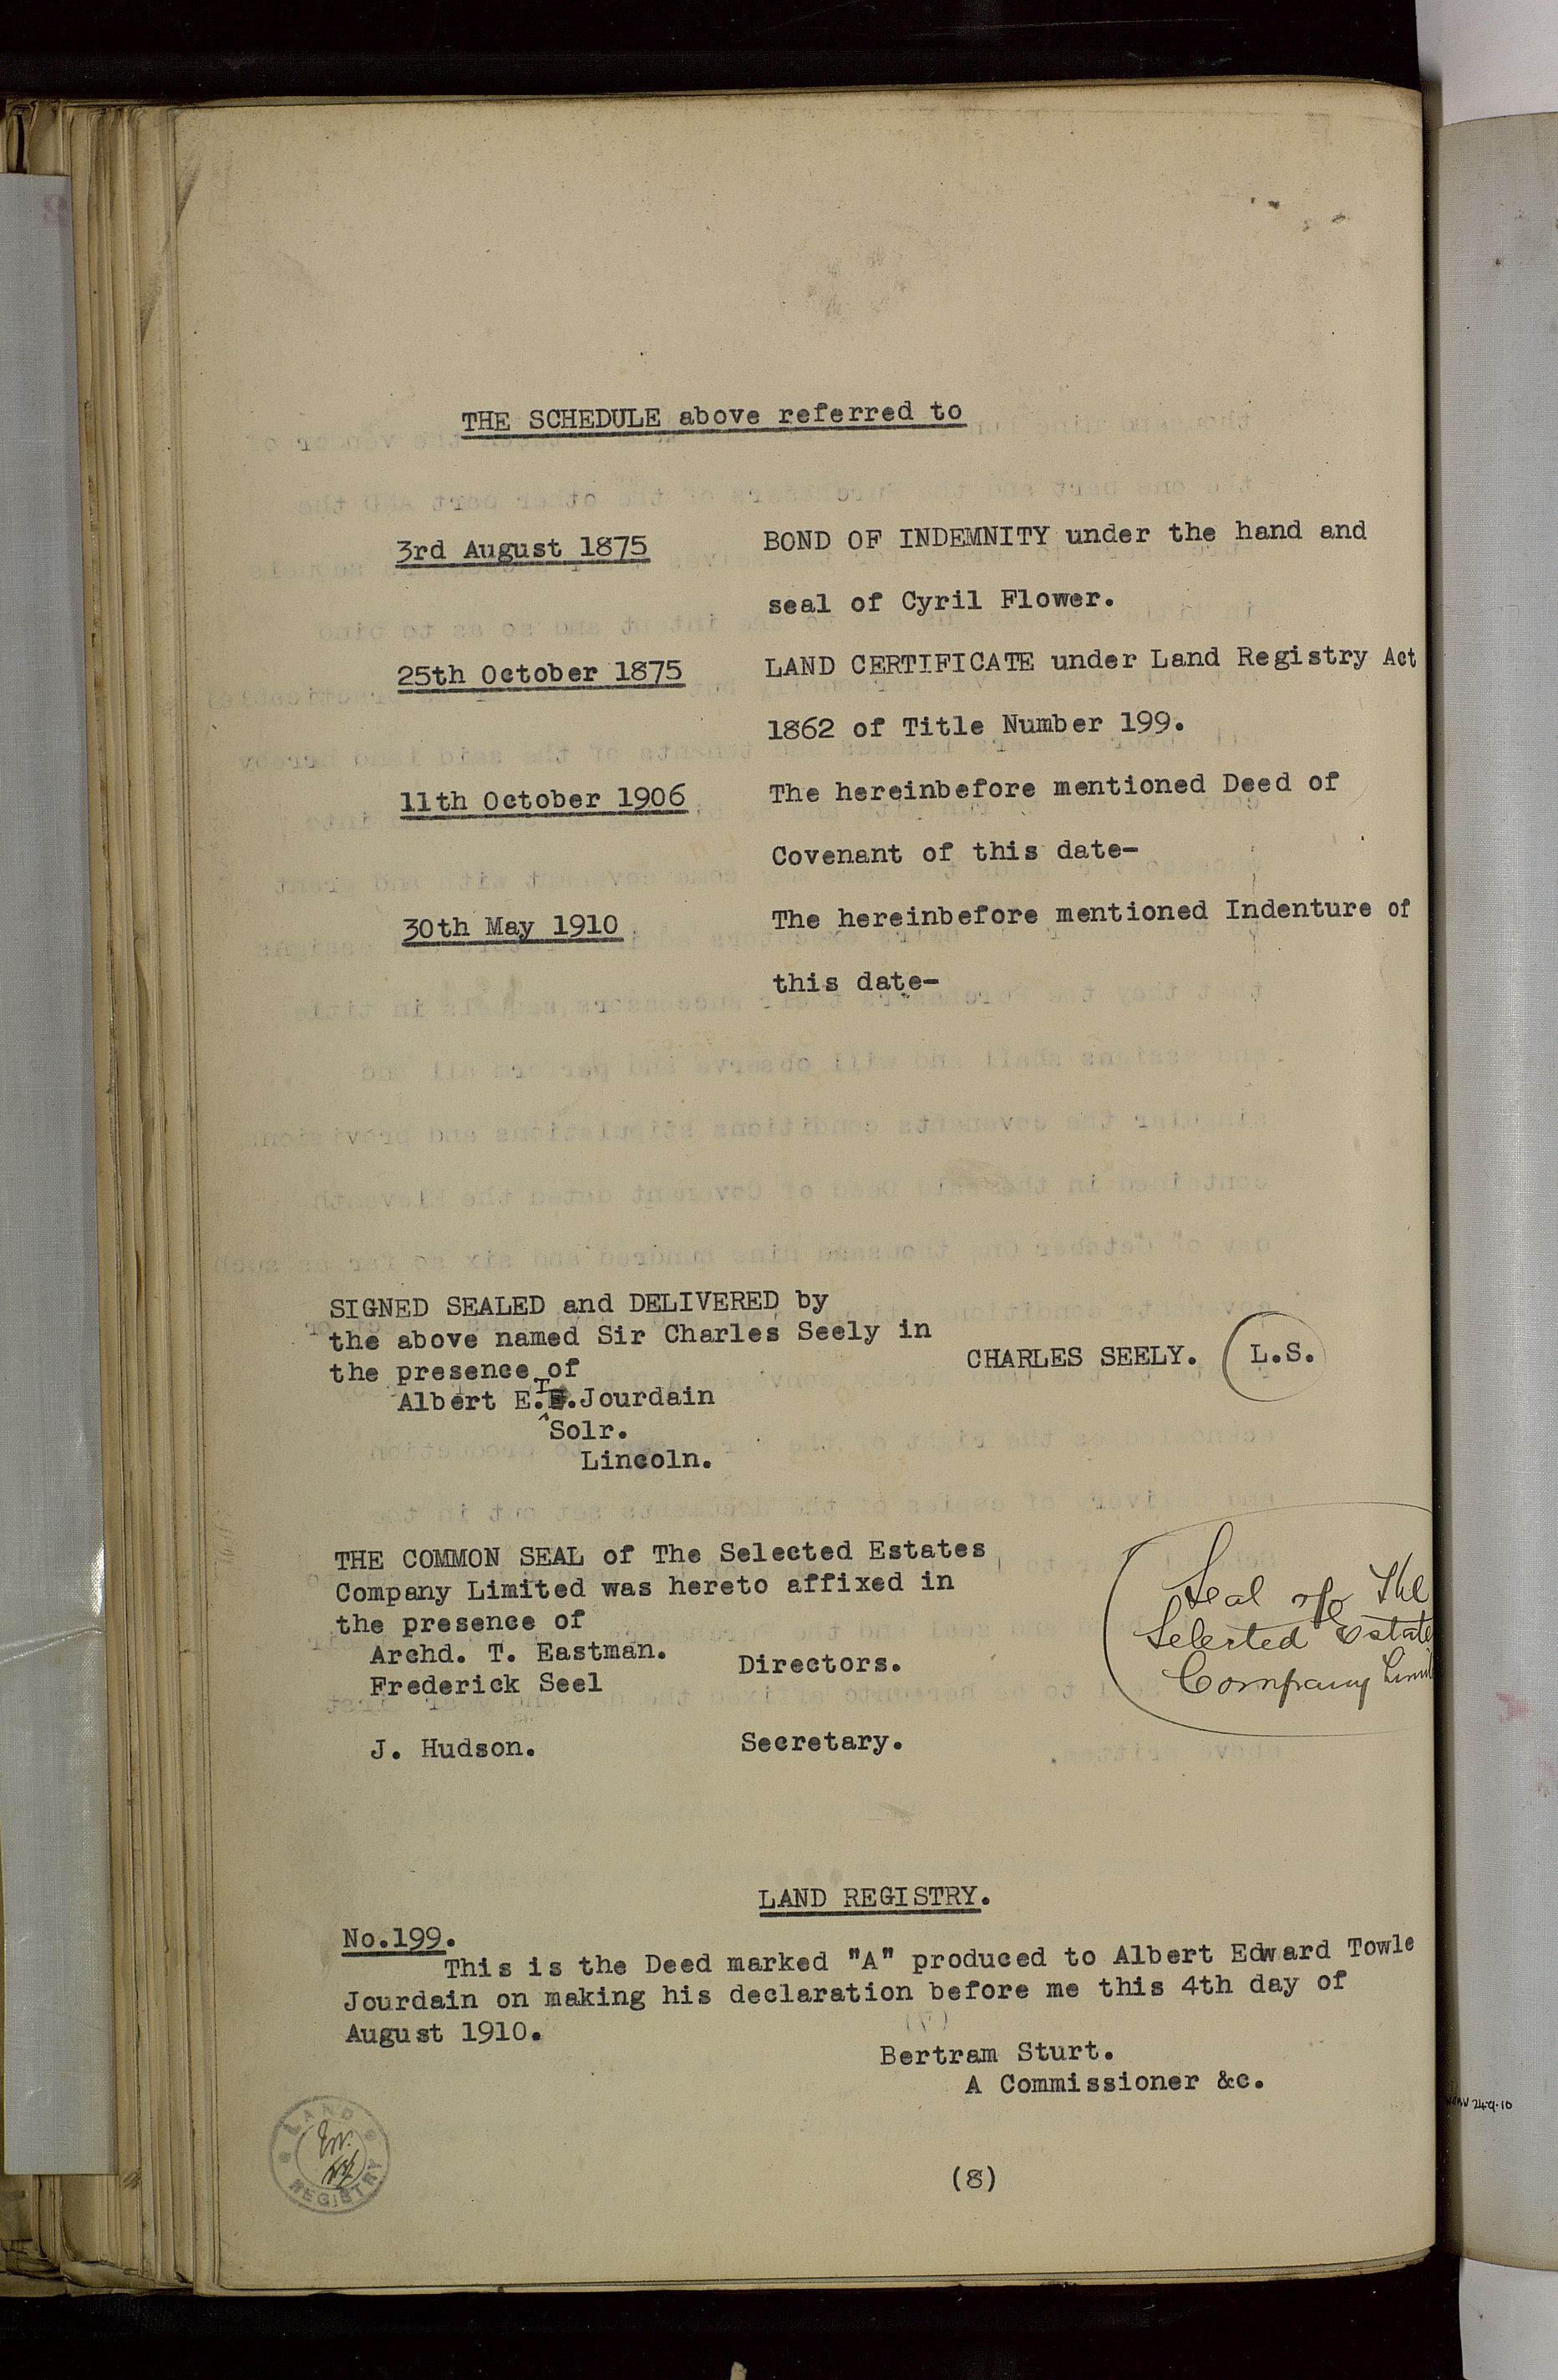 THE SCHEDULE above referred to
3rd August 1875 BOND OF INDEMNITY under the hand and
seal of Cyril Flower.
25th October 1875 LAND CERTIFICATE under Land Registry Act
1862 of Title Number 199.
11th October 1906 The hereinbefore mentioned Deed of
Covenant of this date-
30th May 1910 The hereinbefore mentioned Indenture of
this date-
SIGNED SEALED and DELIVERED by
the above named Sir Charles Seely in
the presence of
CHARLES SEELY. L.S.
Albert E.T.Jourdain
Solr.
Lincoln.
THE COMMON SEAL of The Selected Estates
Company Limited was hereto affixed in
the presence of
Archd. T. Eastman.
Frederick Seel
Directors.
J. Hudson. Secretary.
Seal of The
Selected Estate
Company Limi
LAND REGISTRY.
No.199.
This is the Deed marked "A" produced to Albert Edward Towle
Jourdain on making his declaration before me this 4th day of
August 1910.
Bertram Sturt.
A Commissioner &c.
LAND REGISTRY
(8)
24·9·10